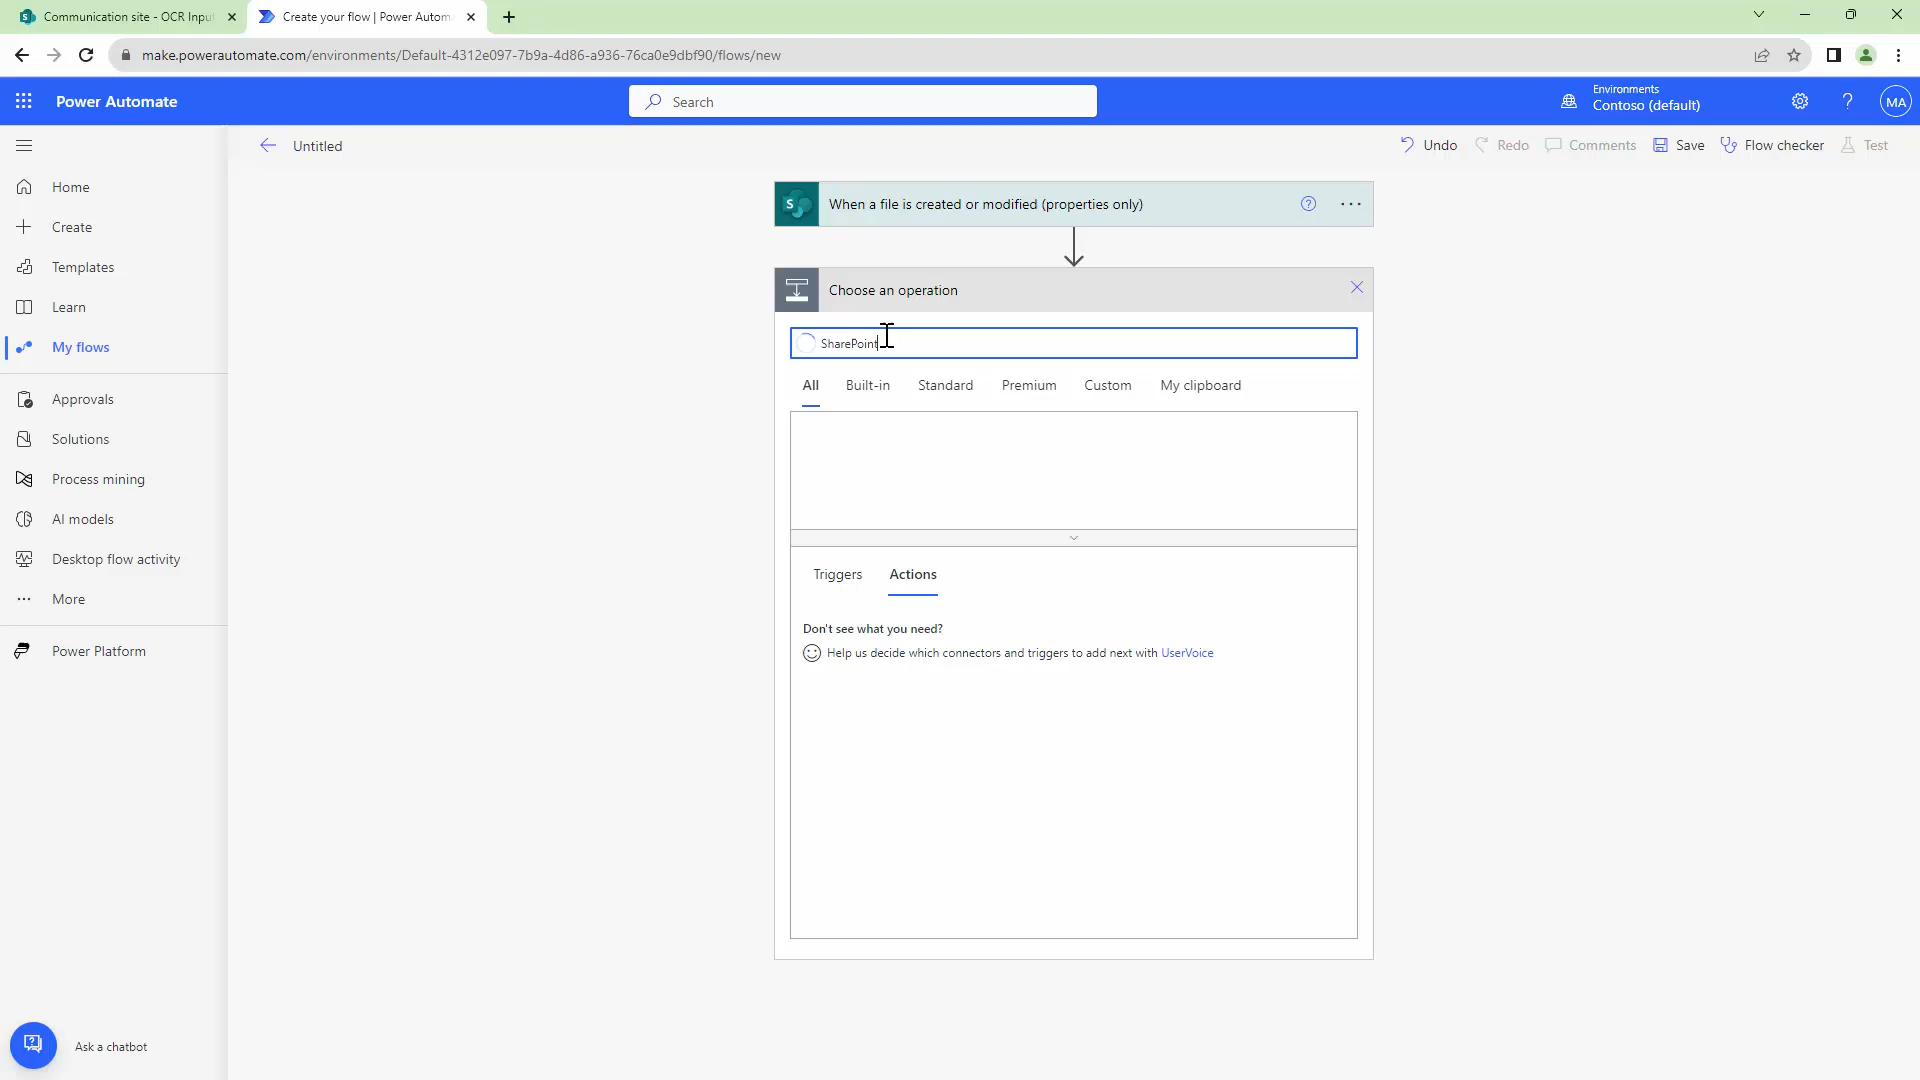 Communication site - OCR Inpu
Create your flow | Power Autom
make.powerautomate.com/environments/Default-4312e097-7b9a-4d86-a936-76ca0e9dbf90/flows/new
Power Automate
Search
Environments
Contoso (default)
MA
Untitled
Undo
Redo
Comments
Save
Flow checker
Test
Home
Create
Templates
Learn
My flows
Approvals
Solutions
Process mining
AI models
Desktop flow activity
More
Power Platform
Ask a chatbot
When a file is created or modified (properties only)
Choose an operation
SharePoint
All
Built-in
Standard
Premium
Custom
My clipboard
Triggers
Actions
Don't see what you need?
Help us decide which connectors and triggers to add next with UserVoice